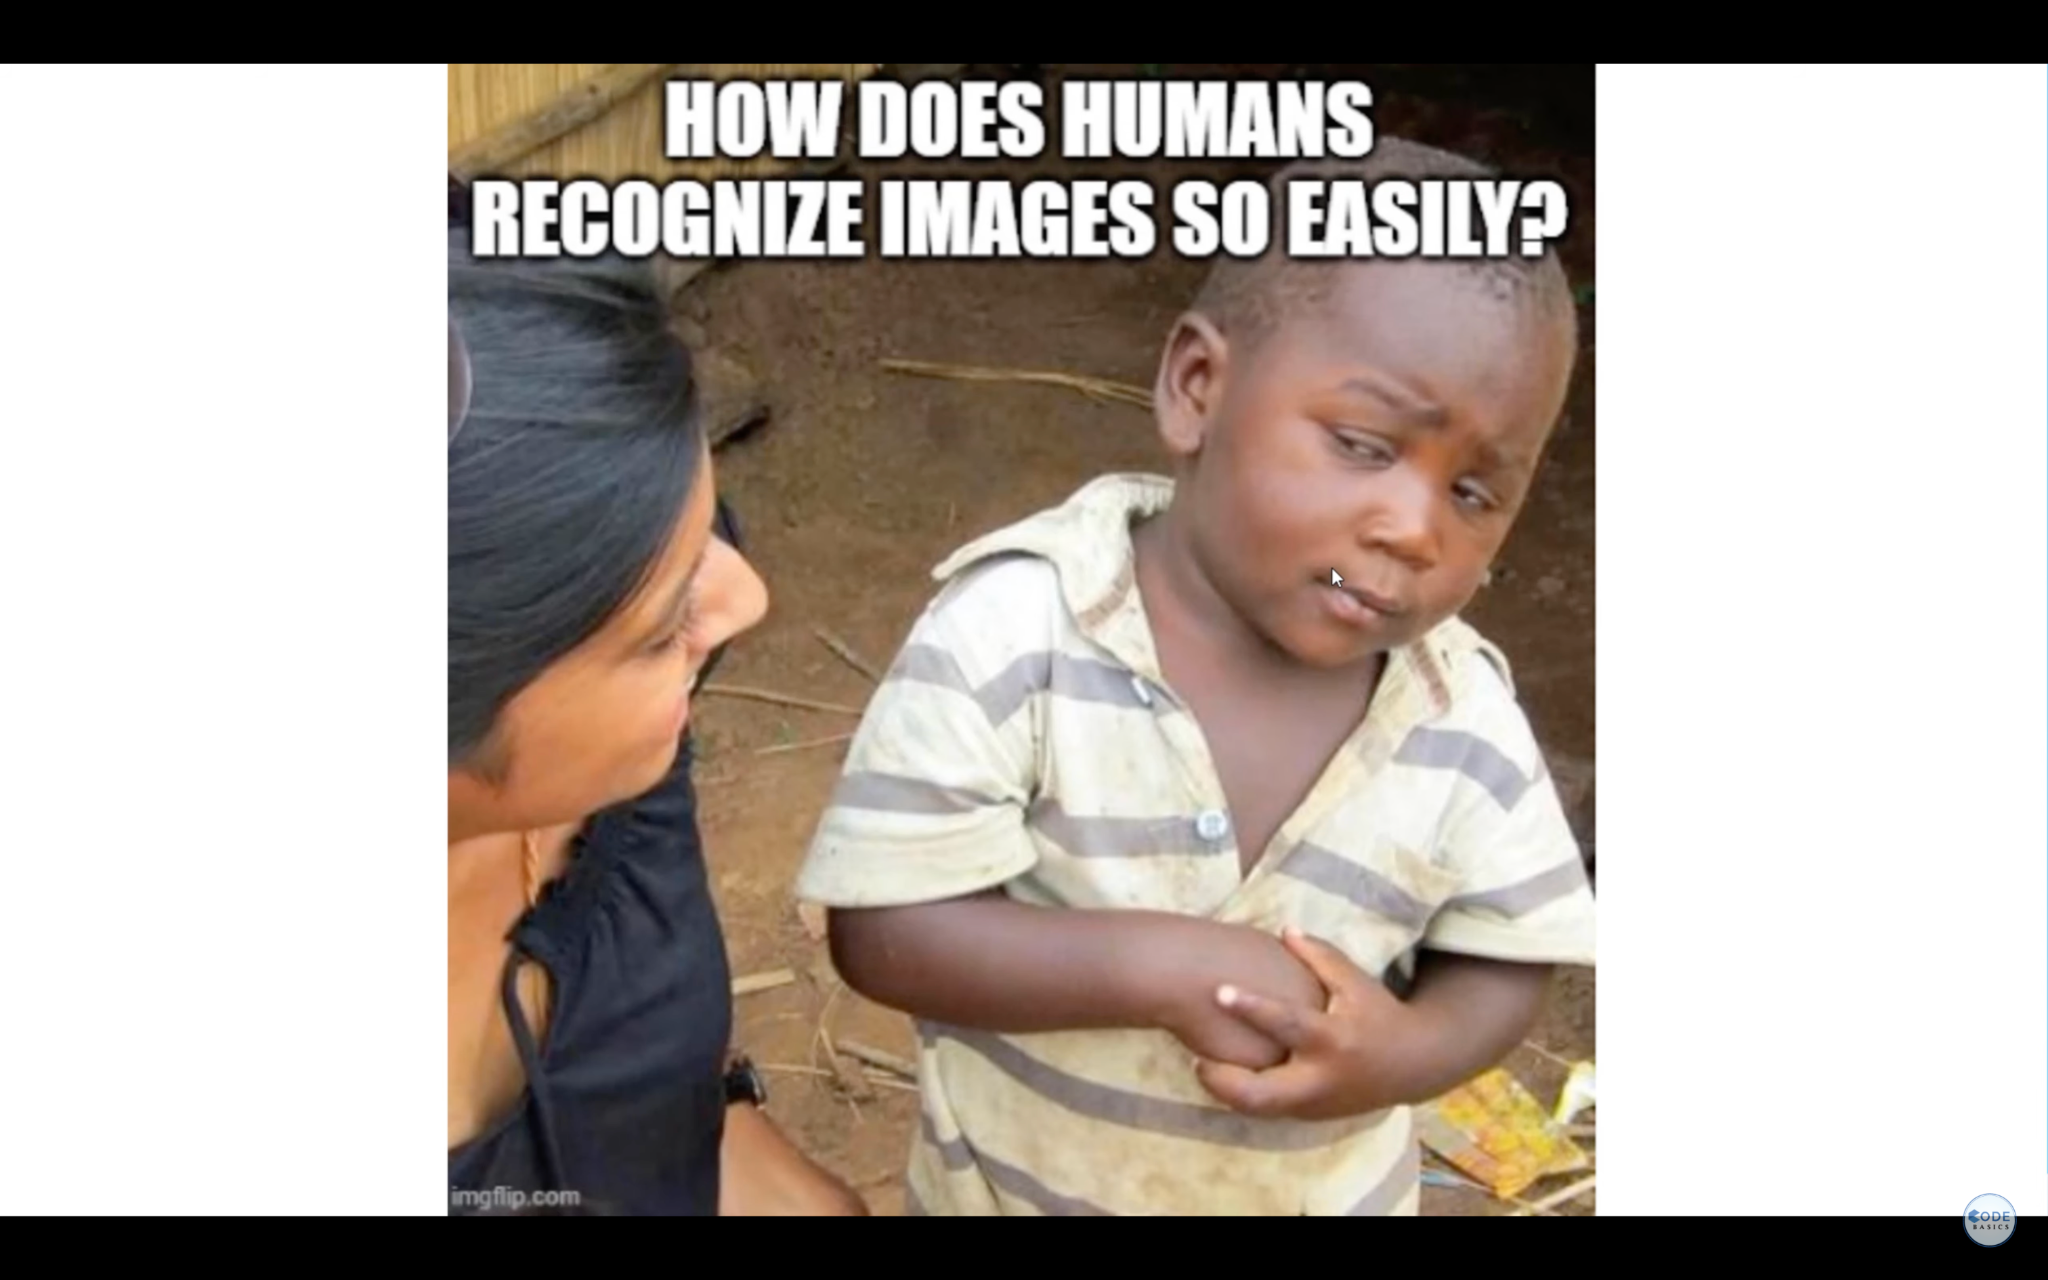 HOW DOES HUMANS
RECOGNIZE IMAGES SO EASILY?
imgflip.com
CODE
BASICS